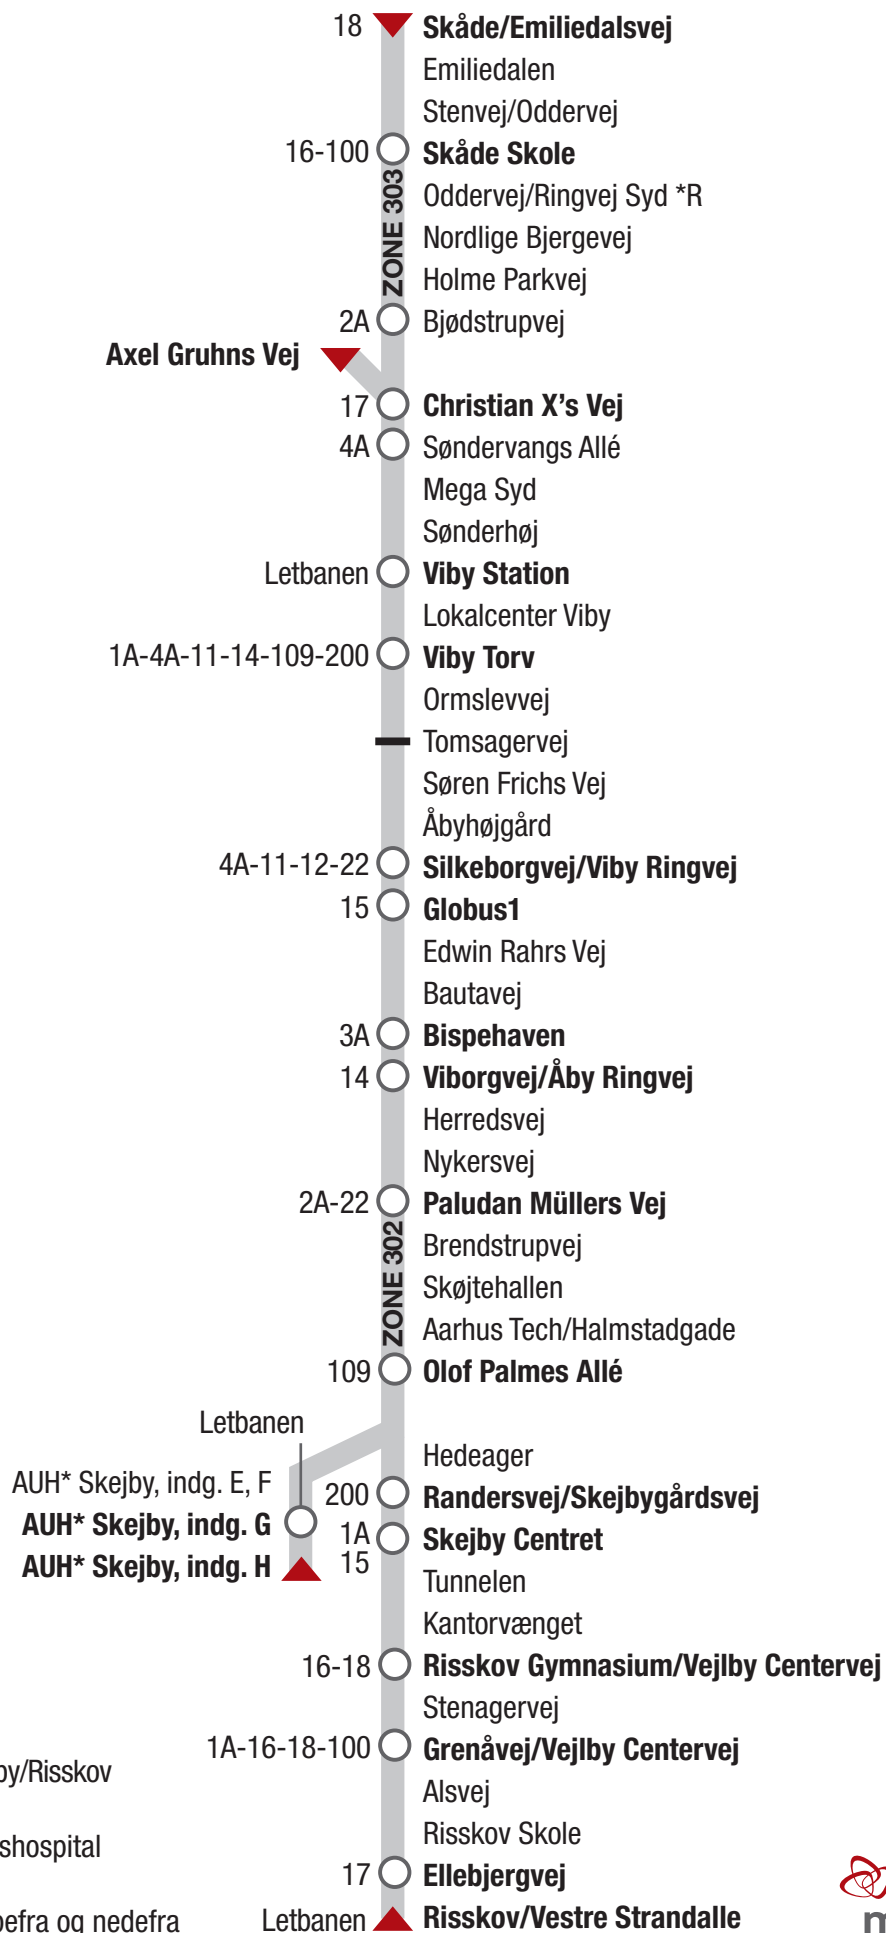 18 Skåde/Emiliedalsvej
Emiliedalen
Stenvej/Oddervej
16-100 Skåde Skole
ZONE 303
Oddervej/Ringvej Syd *R
Nordlige Bjergevej
Holme Parkvej
2A Bjødstrupvej
Axel Gruhns Vej
17 Christian X's Vej
4A Søndervangs Allé
Mega Syd
Sønderhøj
Letbanen Viby Station
Lokalcenter Viby
1A-4A-11-14-109-200 Viby Torv
Ormslevvej
Tomsagervej
Søren Frichs Vej
Åbyhøjgård
4A-11-12-22 Silkeborgvej/Viby Ringvej
15 Globus1
Edwin Rahrs Vej
Bautavej
3A Bispehaven
14 Viborgvej/Åby Ringvej
Herredsvej
Nykersvej
2A-22 Paludan Müllers Vej
ZONE 302
Brendstrupvej
Skøjtehallen
Aarhus Tech/Halmstadgade
109 Olof Palmes Allé
Letbanen
Hedeager
AUH* Skejby, indg. E, F
200 Randersvej/Skejbygårdsvej
AUH* Skejby, indg. G
1A Skejby Centret
15
AUH* Skejby, indg. H
Tunnelen
Kantorvænget
16-18 Risskov Gymnasium/Vejlby Centervej
Stenagervej
1A-16-18-100 Grenåvej/Vejlby Centervej
by/Risskov
Alsvej
Risskov Skole
shospital
17 Ellebjergvej
Letbanen Risskov/Vestre Strandalle
efra og nedefra
m